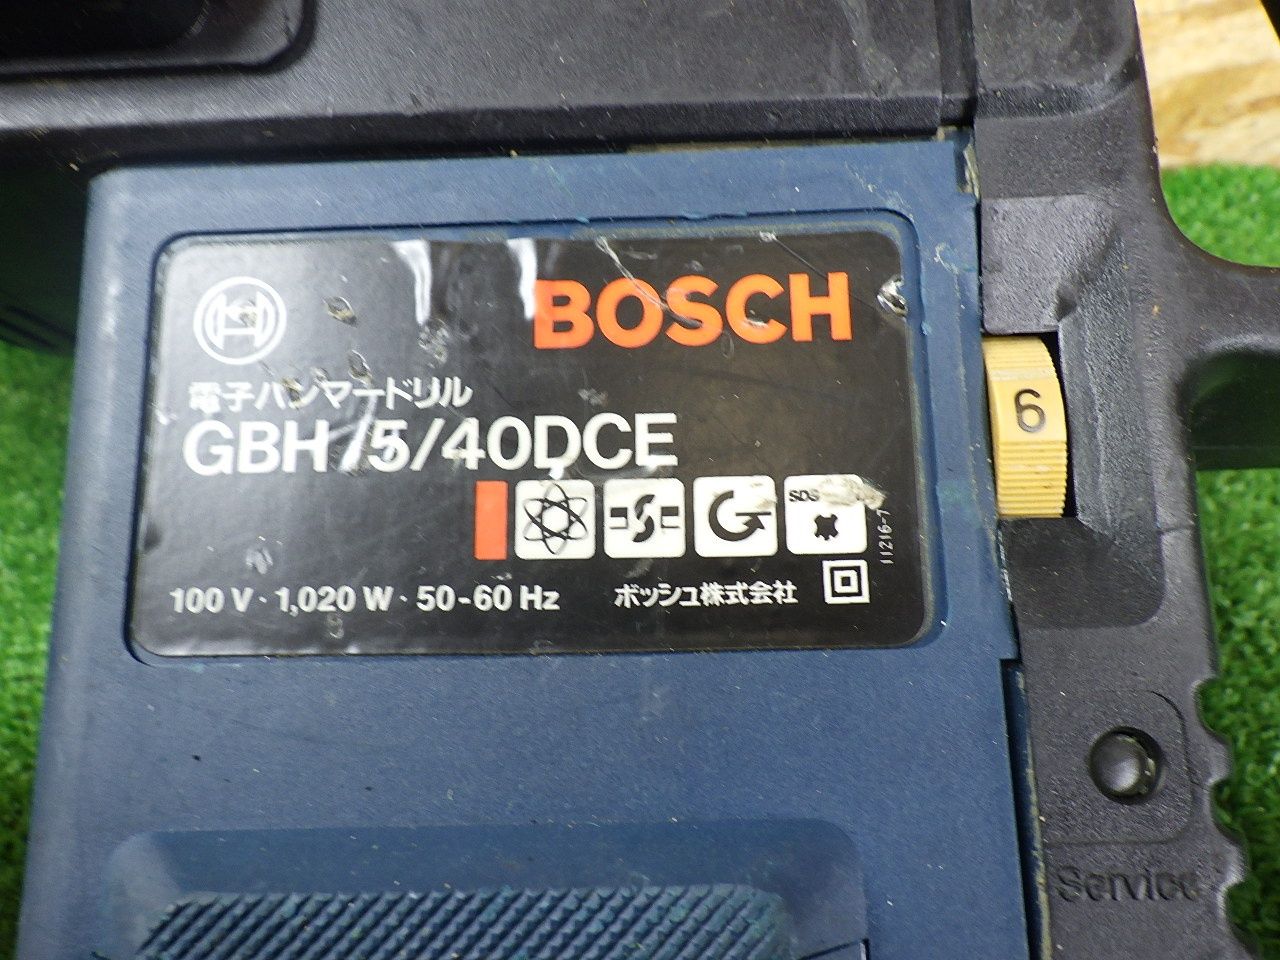 BOSCH
電子ハンマードリル
GBH 5/40DCE
6
SDS
11216-7
100 V · 1,020 W · 50-60 Hz
ボッシュ株式会社
Service